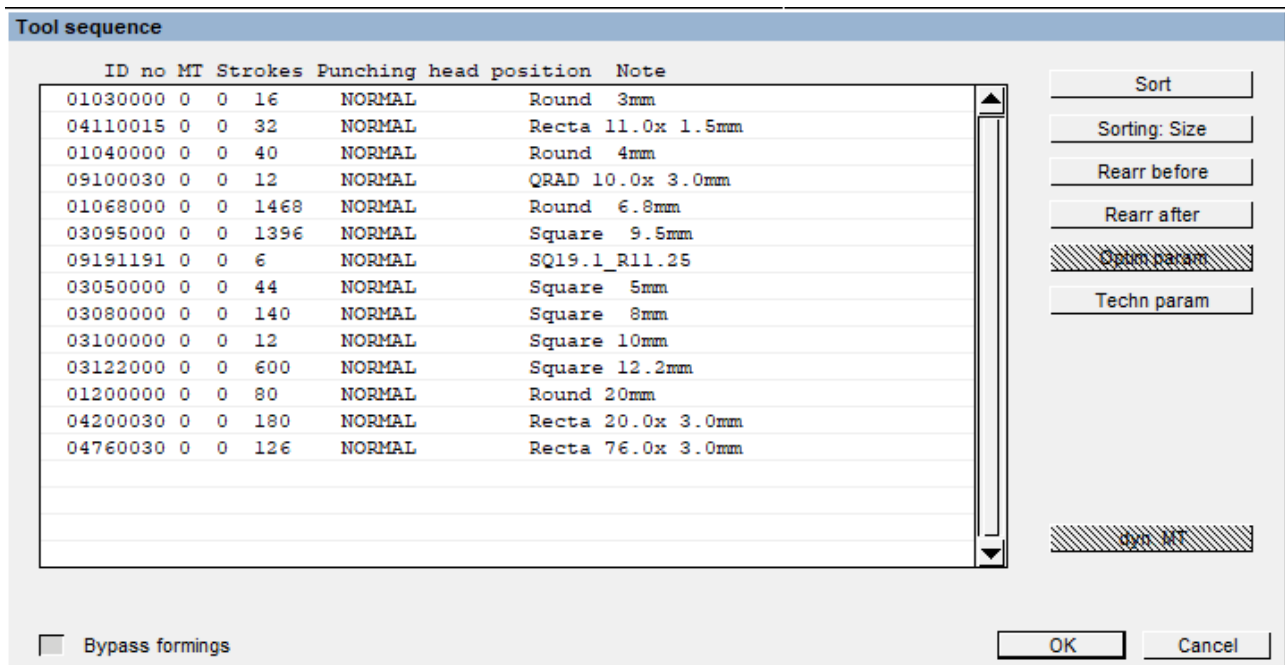 Tool sequence
ID no MT Strokes Punching head position Note
01030000 0 0 16 NORMAL Round 3mm
04110015 0 0 32 NORMAL Recta 11.0x 1.5mm
01040000 0 0 40 NORMAL Round 4mm
09100030 0 0 12 NORMAL QRAD 10.0x 3.0mm
01068000 0 0 1468 NORMAL Round 6.8mm
03095000 0 0 1396 NORMAL Square 9.5mm
09191191 0 0 6 NORMAL SQ19.1_R11.25
03050000 0 0 44 NORMAL Square 5mm
03080000 0 0 140 NORMAL Square 8mm
03100000 0 0 12 NORMAL Square 10mm
03122000 0 0 600 NORMAL Square 12.2mm
01200000 0 0 80 NORMAL Round 20mm
04200030 0 0 180 NORMAL Recta 20.0x 3.0mm
04760030 0 0 126 NORMAL Recta 76.0x 3.0mm
Sort
Sorting: Size
Rearr before
Rearr after
Optim param
Techn param
dyn. MT
Bypass formings
OK
Cancel